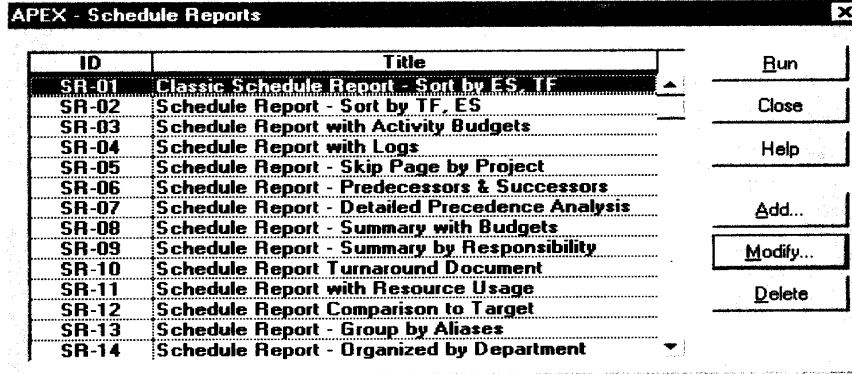 APEX - Schedule Reports
ID Title
SR-01 Classic Schedule Report - Sort by ES, TF
SR-02 Schedule Report - Sort by TF, ES
SR-03 Schedule Report with Activity Budgets
SR-04 Schedule Report with Logs
SR-05 Schedule Report - Skip Page by Project
SR-06 Schedule Report - Predecessors & Successors
SR-07 Schedule Report - Detailed Precedence Analysis
SR-08 Schedule Report - Summary with Budgets
SR-09 Schedule Report - Summary by Responsibility
SR-10 Schedule Report Turnaround Document
SR-11 Schedule Report with Resource Usage
SR-12 Schedule Report Comparison to Target
SR-13 Schedule Report - Group by Aliases
SR-14 Schedule Report - Organized by Department
Run
Close
Help
Add...
Modify...
Delete